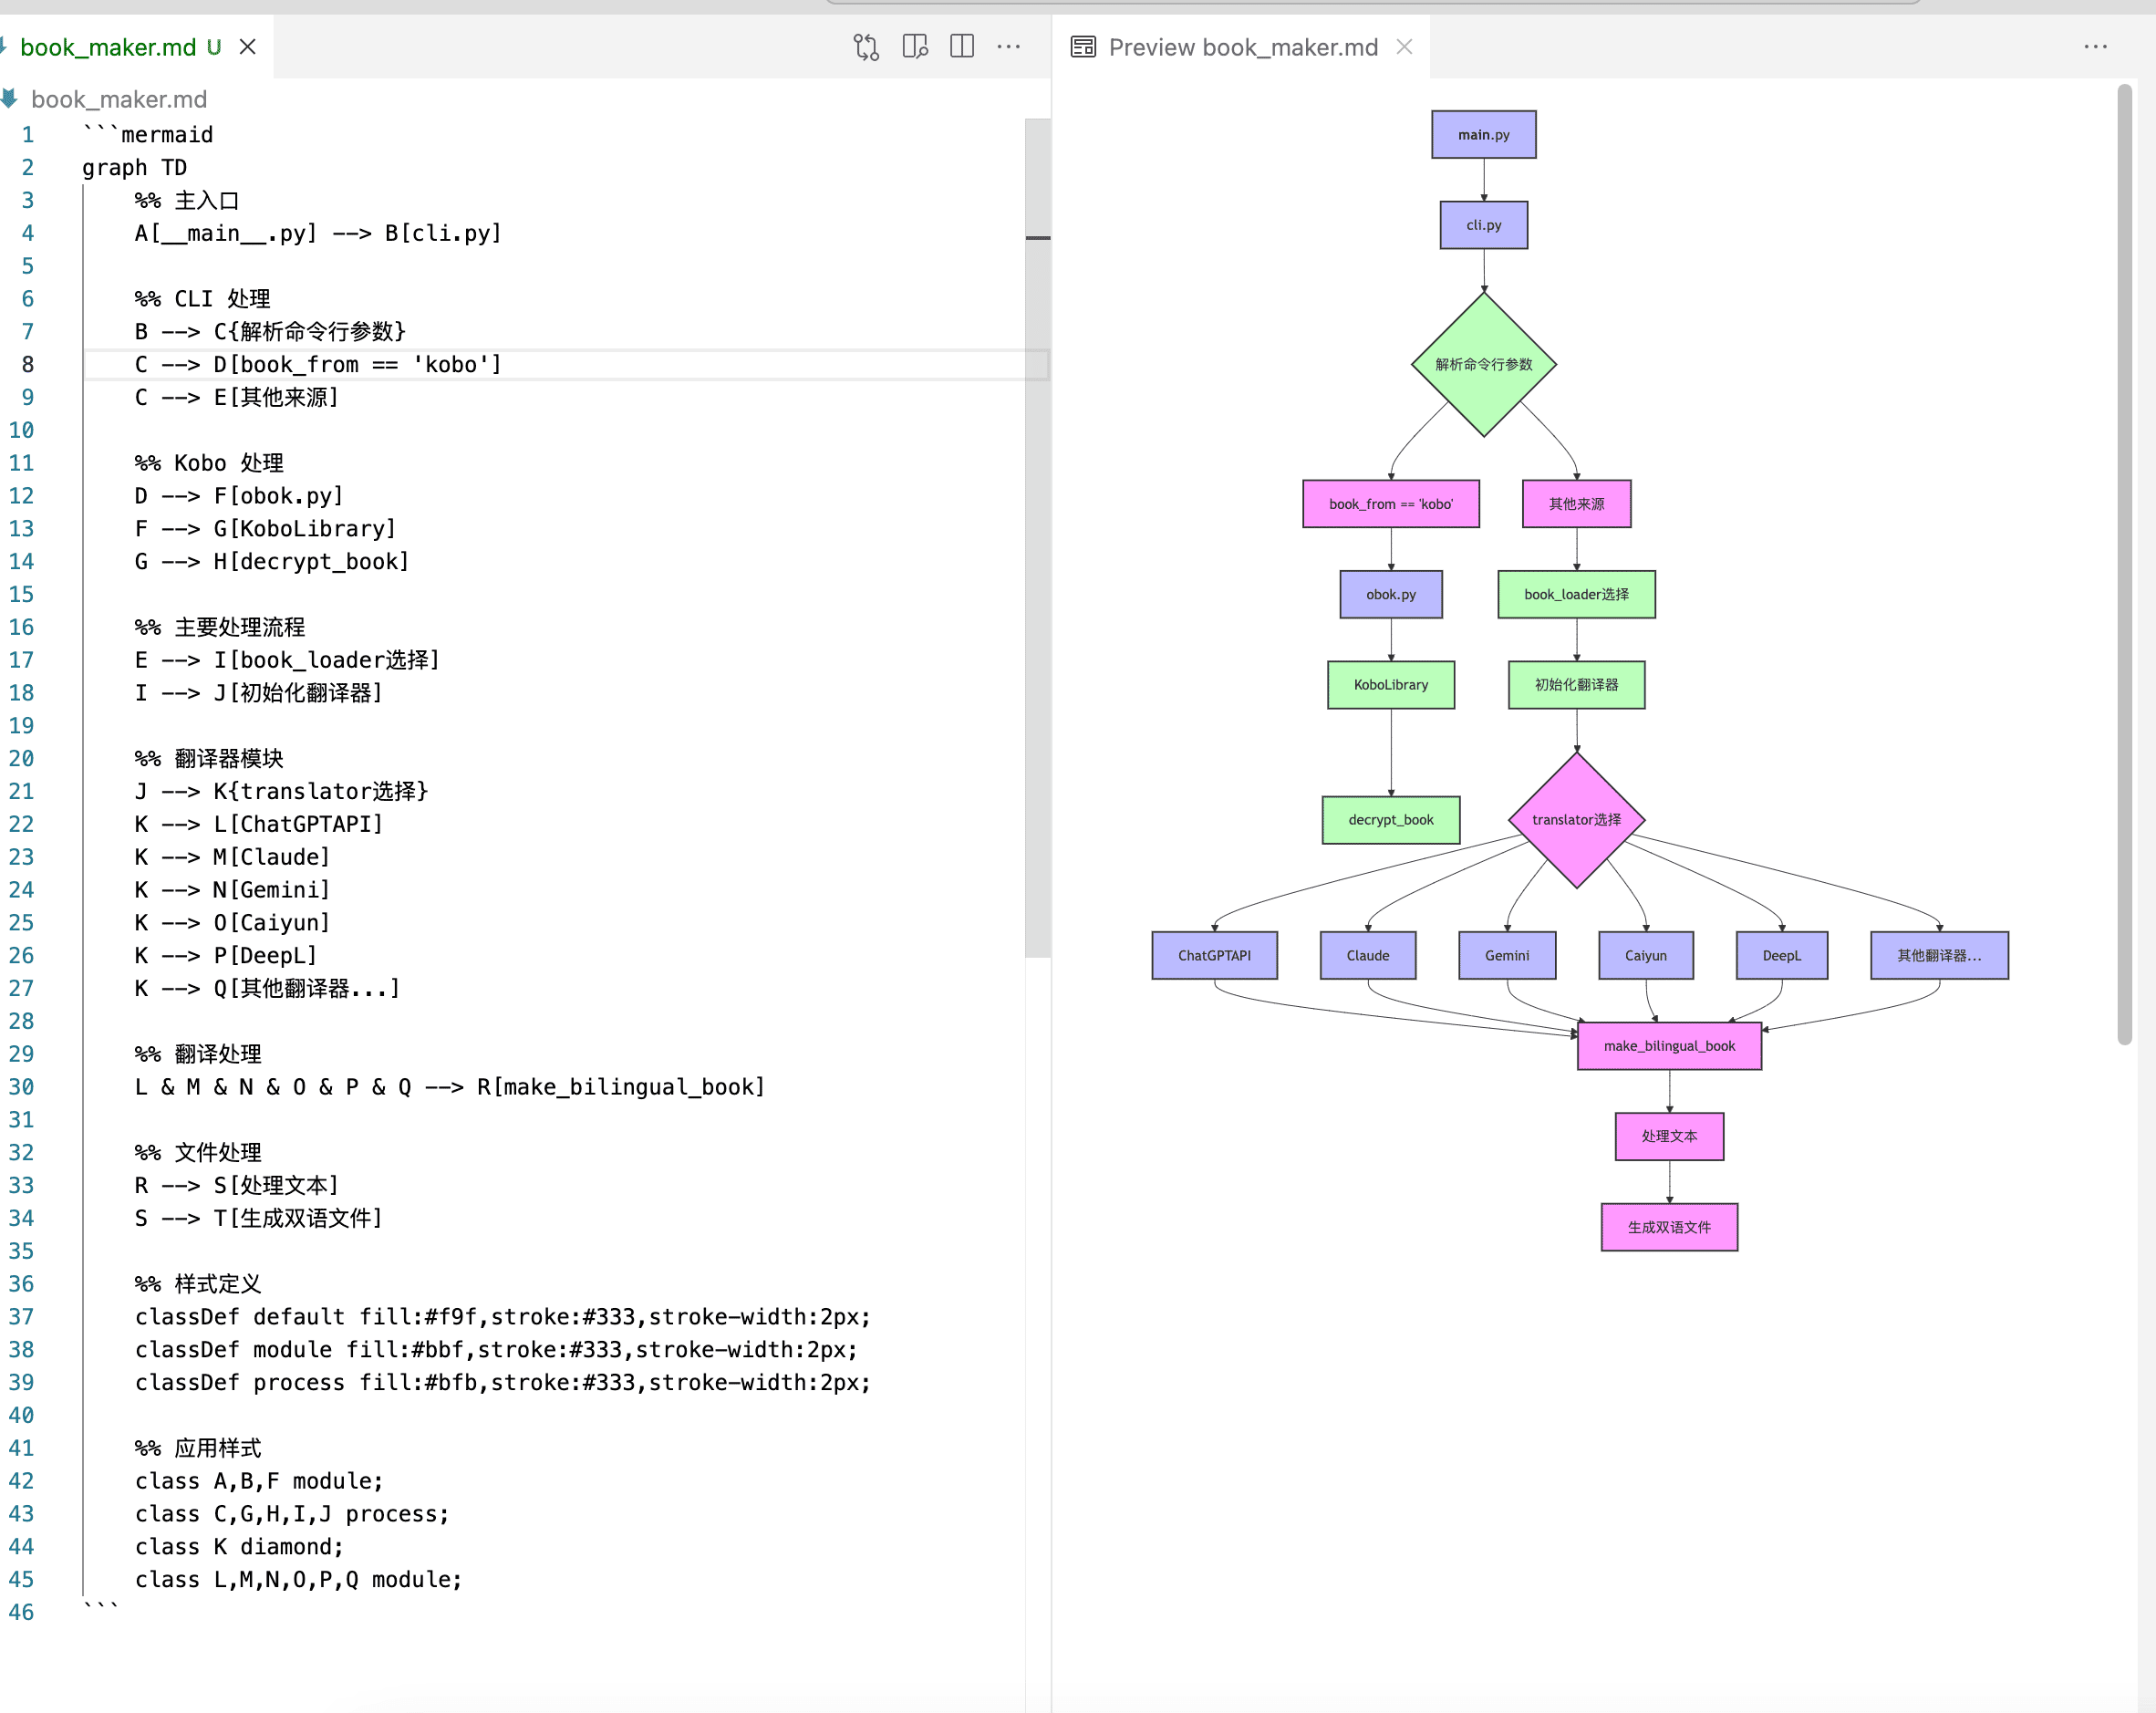 book_maker.md U
Preview book_maker.md
book_maker.md
1 ```mermaid
2 graph TD
3 %% 主入口
4 A[__main__.py] --> B[cli.py]
5
6 %% CLI 处理
7 B --> C{解析命令行参数}
8 C --> D[book_from == 'kobo']
9 C --> E[其他来源]
10
11 %% Kobo 处理
12 D --> F[obok.py]
13 F --> G[KoboLibrary]
14 G --> H[decrypt_book]
15
16 %% 主要处理流程
17 E --> I[book_loader选择]
18 I --> J[初始化翻译器]
19
20 %% 翻译器模块
21 J --> K{translator选择}
22 K --> L[ChatGPTAPI]
23 K --> M[Claude]
24 K --> N[Gemini]
25 K --> O[Caiyun]
26 K --> P[DeepL]
27 K --> Q[其他翻译器...]
28
29 %% 翻译处理
30 L & M & N & O & P & Q --> R[make_bilingual_book]
31
32 %% 文件处理
33 R --> S[处理文本]
34 S --> T[生成双语文件]
35
36 %% 样式定义
37 classDef default fill:#f9f,stroke:#333,stroke-width:2px;
38 classDef module fill:#bbf,stroke:#333,stroke-width:2px;
39 classDef process fill:#bfb,stroke:#333,stroke-width:2px;
40
41 %% 应用样式
42 class A,B,F module;
43 class C,G,H,I,J process;
44 class K diamond;
45 class L,M,N,O,P,Q module;
46 ```
main.py
cli.py
解析命令行参数
book_from == 'kobo'
其他来源
obok.py
book_loader选择
KoboLibrary
初始化翻译器
decrypt_book
translator选择
ChatGPTAPI
Claude
Gemini
Caiyun
DeepL
其他翻译器...
make_bilingual_book
处理文本
生成双语文件